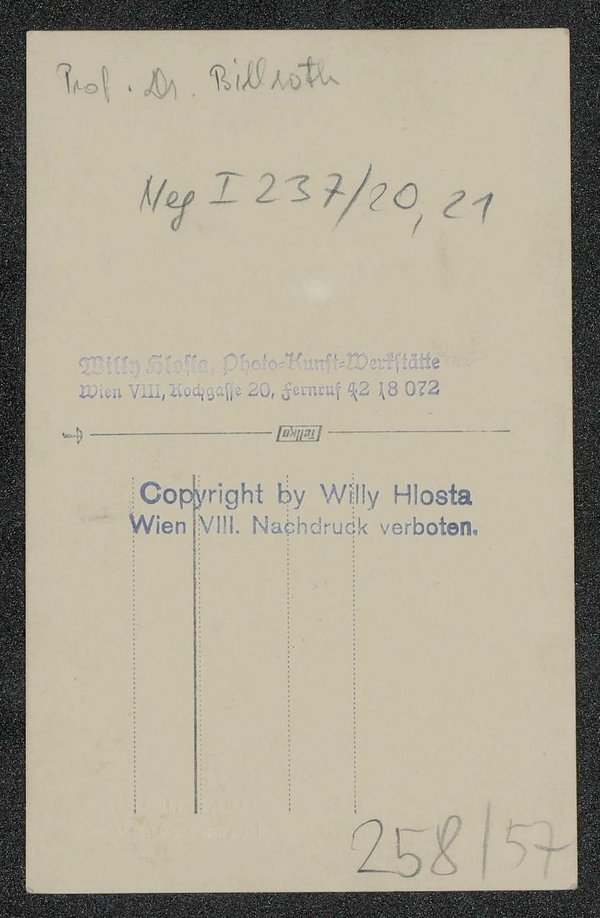 Prof. Dr. Billroth
Neg I 237/20, 21
Willy Hlosta, Photo=Kunst=Werkstätte
Wien VIII, Kochgasse 20, Fernruf 42 18 072
Copyright by Willy Hlosta
Wien VIII. Nachdruck verboten.
258/57